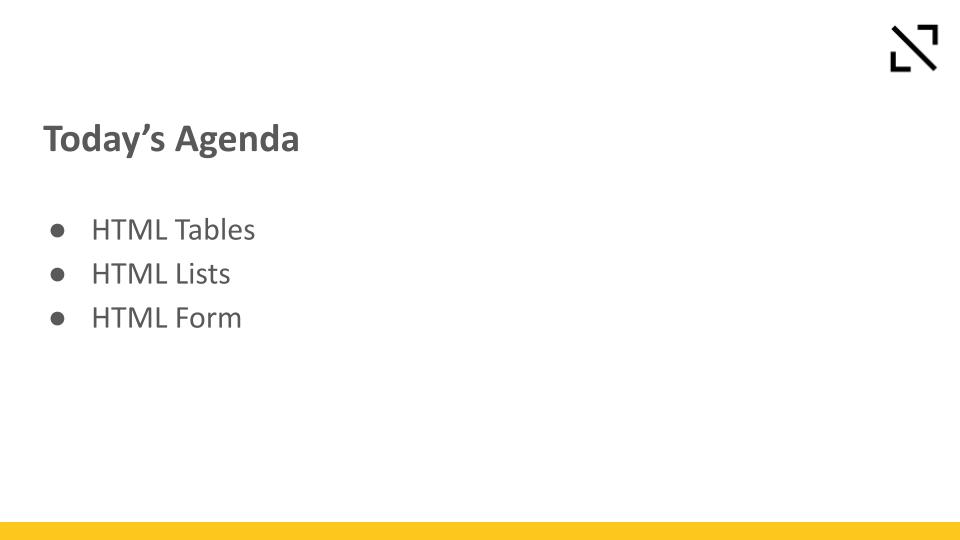 Today’s Agenda
● HTML Tables
● HTML Lists
● HTML Form